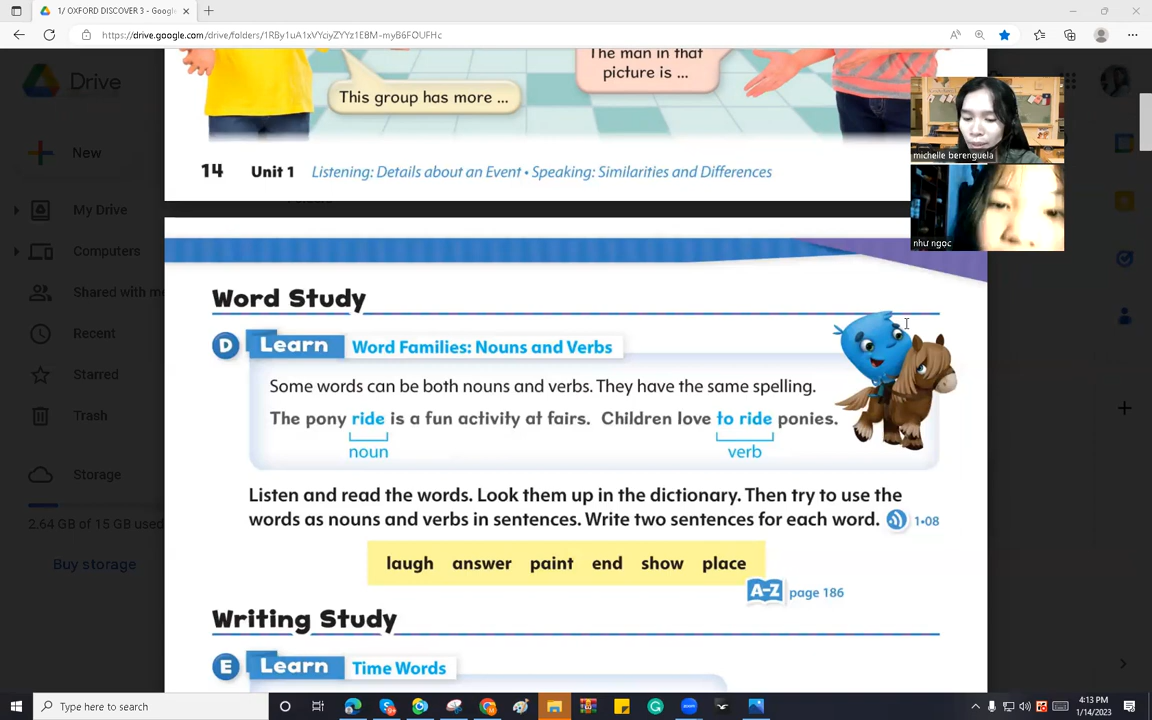 1/ OXFORD DISCOVER 3 - Googl
https://drive.google.com/drive/folders/1RBy1uA1xVYciyZYYz1E8M-myB6FOUFHc
Drive
New
My Drive
Computers
Shared with me
Recent
Starred
Trash
Storage
2.64 GB of 15 GB used
Buy storage
This group has more ...
The man in that
picture is ...
michelle berenguela
như ngọc
14 Unit 1 Listening: Details about an Event • Speaking: Similarities and Differences
Word Study
D Learn Word Families: Nouns and Verbs
Some words can be both nouns and verbs. They have the same spelling.
The pony ride is a fun activity at fairs. Children love to ride ponies.
noun verb
Listen and read the words. Look them up in the dictionary. Then try to use the
words as nouns and verbs in sentences. Write two sentences for each word. 1•08
laugh answer paint end show place
A-Z page 186
Writing Study
E Learn Time Words
Type here to search
4:13 PM
1/14/2023